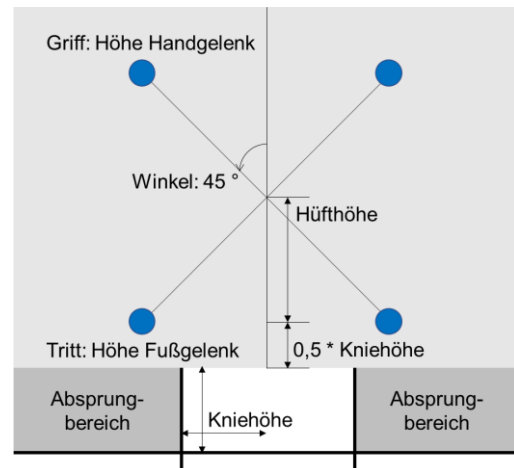 Griff: Höhe Handgelenk
Winkel: 45 °
Hüfthöhe
Tritt: Höhe Fußgelenk
0,5 * Kniehöhe
Absprung-
bereich
Kniehöhe
Absprung-
bereich